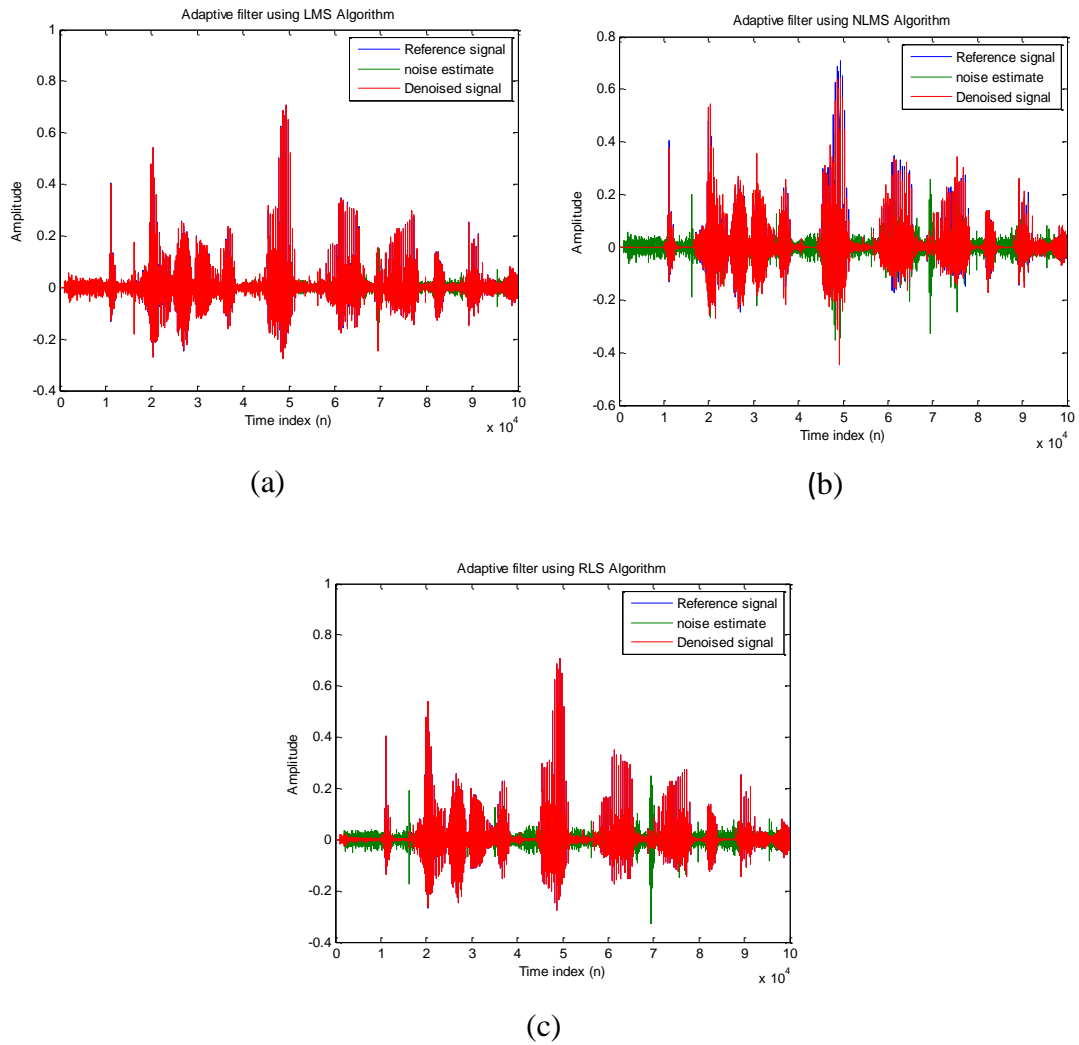 Adaptive filter using LMS Algorithm
1
0.8
0.6
0.4
0.2
0
-0.2
-0.4
Amplitude
Reference signal
noise estimate
Denoised signal
0 1 2 3 4 5 6 7 8 9 10
Time index (n)
x 10^4
(a)
Adaptive filter using NLMS Algorithm
0.8
0.6
0.4
0.2
0
-0.2
-0.4
-0.6
Amplitude
Reference signal
noise estimate
Denoised signal
0 1 2 3 4 5 6 7 8 9 10
Time index (n)
x 10^4
(b)
Adaptive filter using RLS Algorithm
1
0.8
0.6
0.4
0.2
0
-0.2
-0.4
Amplitude
Reference signal
noise estimate
Denoised signal
0 1 2 3 4 5 6 7 8 9 10
Time index (n)
x 10^4
(c)